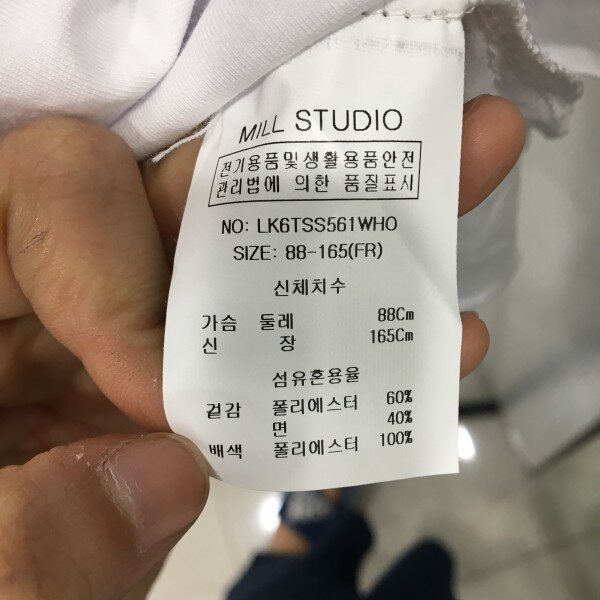 MILL STUDIO
전기용품및생활용품안전
관리법에 의한 품질표시
NO: LK6TSS561WHO
SIZE: 88-165(FR)
신체치수
가슴 둘레 88Cm
신 장 165Cm
섬유혼용율
겉감 폴리에스터 60%
면 40%
배색 폴리에스터 100%